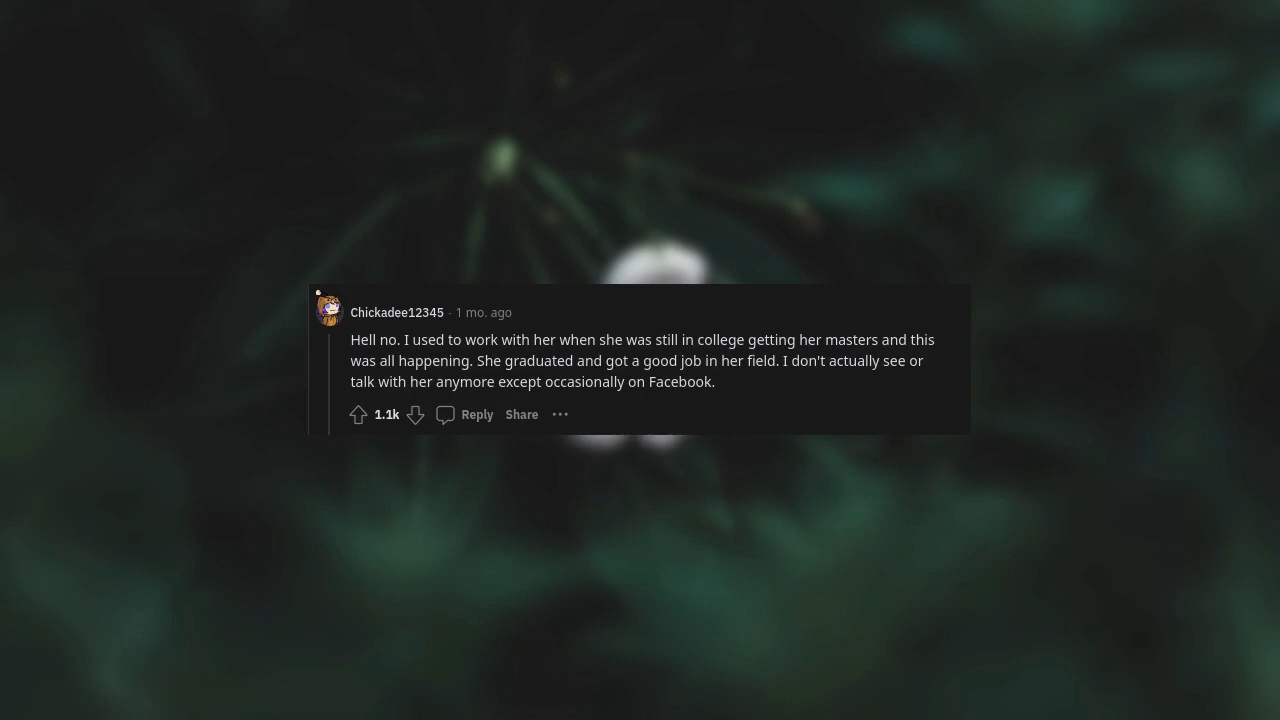 Chickadee12345 · 1 mo. ago
Hell no. I used to work with her when she was still in college getting her masters and this
was all happening. She graduated and got a good job in her field. I don't actually see or
talk with her anymore except occasionally on Facebook.
1.1k Reply Share ···